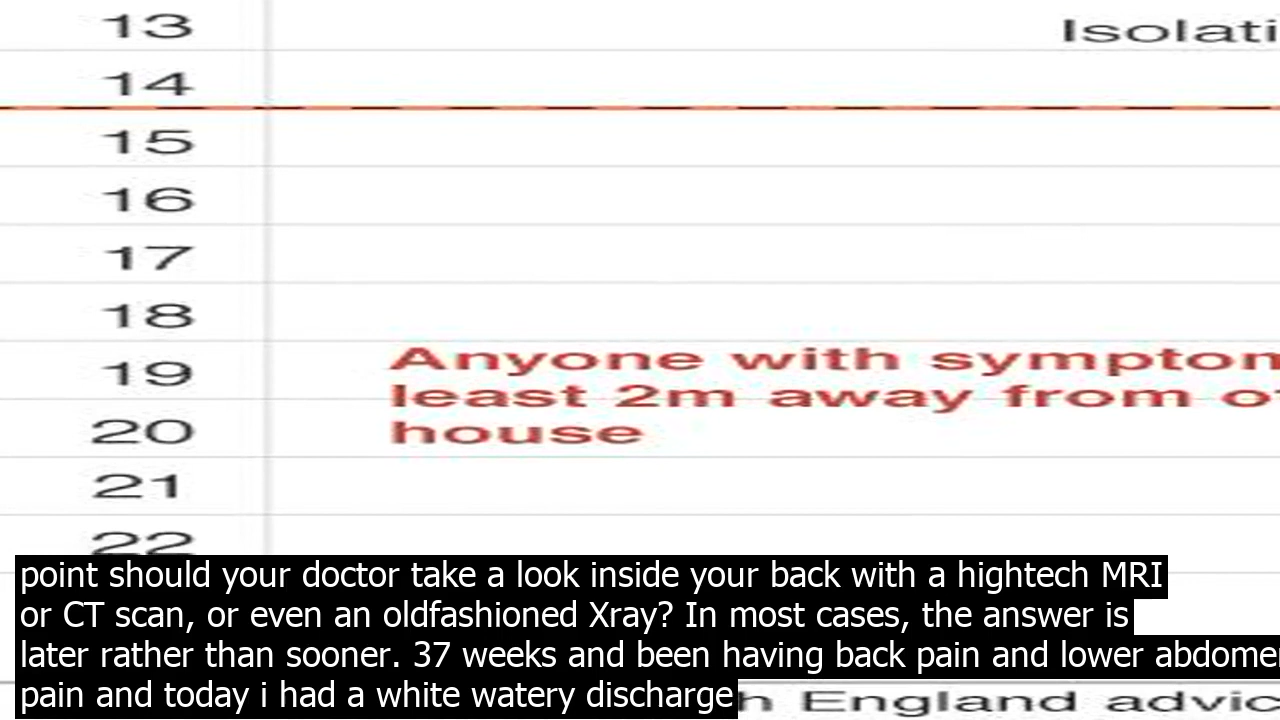 13
Isolati
14
15
16
17
18
19
Anyone with symptom
least 2m away from o
20
house
21
22
point should your doctor take a look inside your back with a hightech MRI
or CT scan, or even an oldfashioned Xray? In most cases, the answer is
later rather than sooner. 37 weeks and been having back pain and lower abdome
pain and today i had a white watery discharge
h England advic